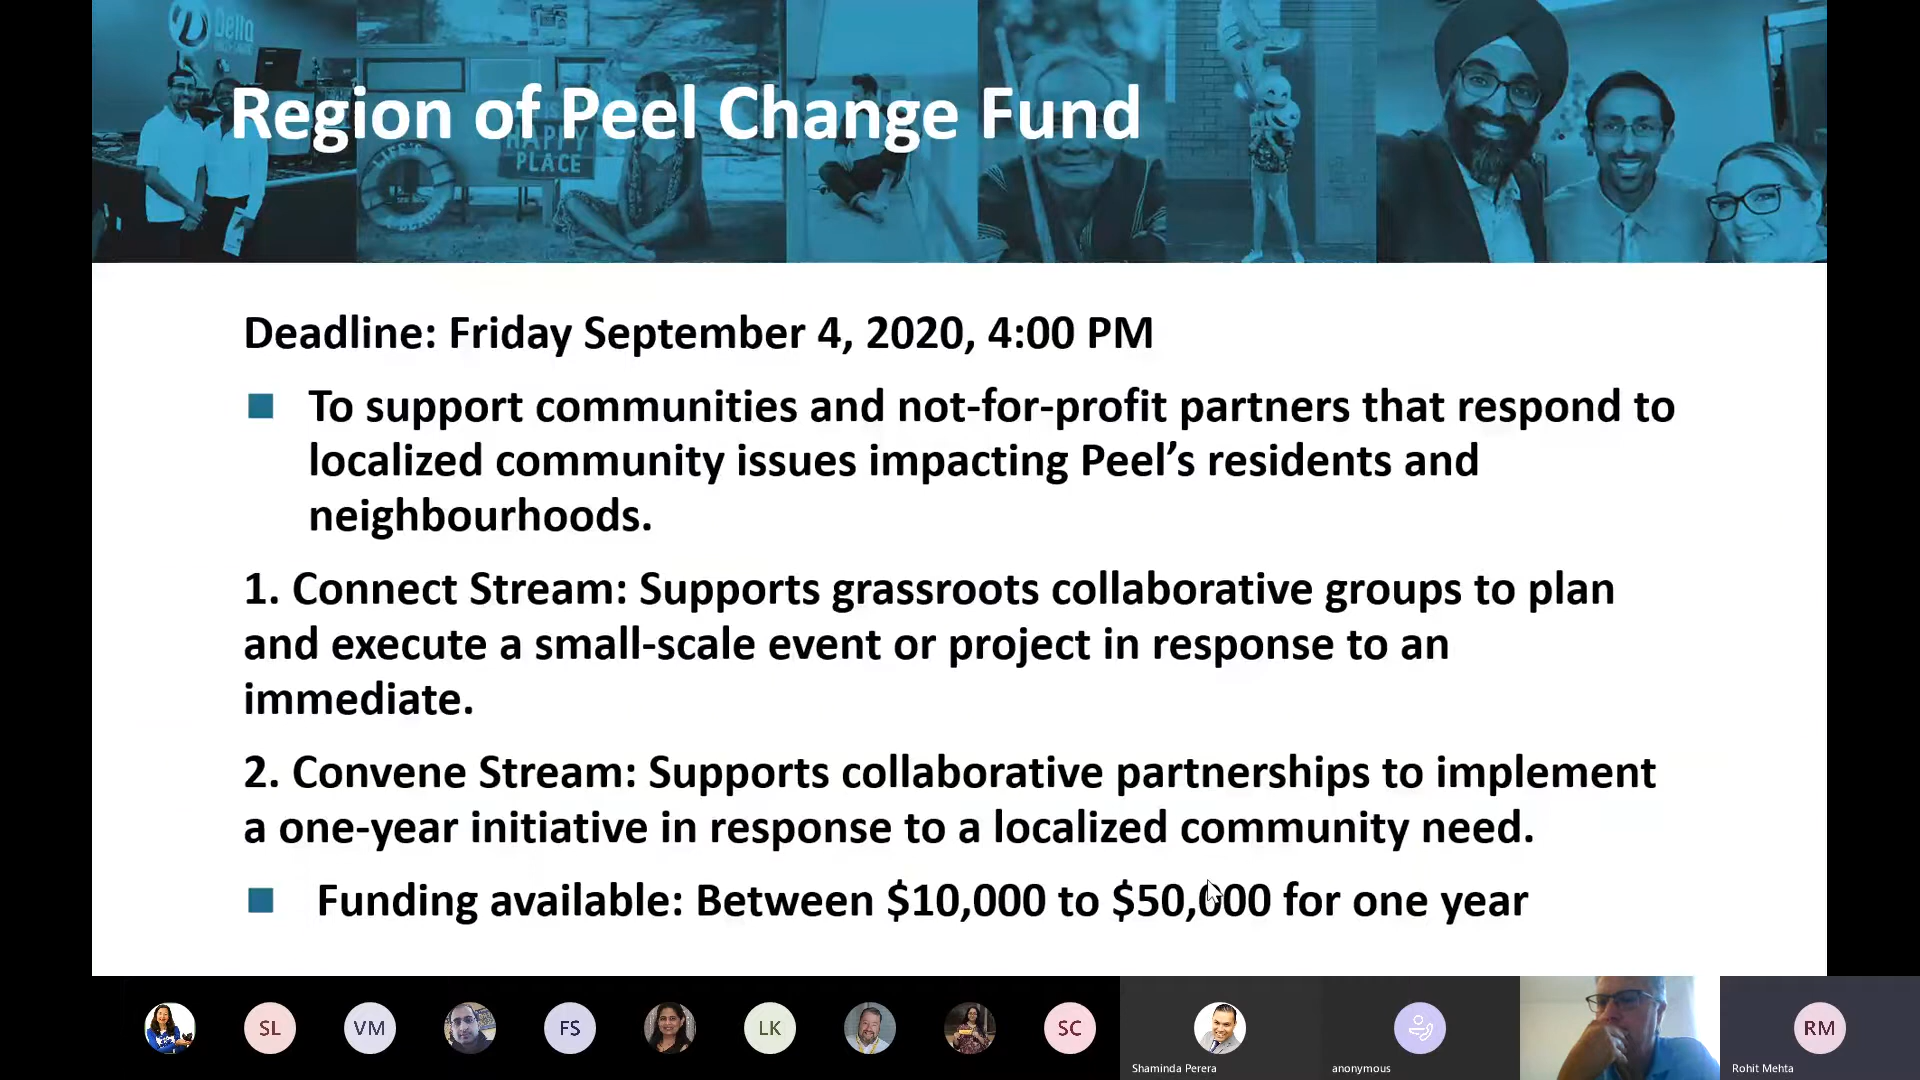 Della
LIFE'S
HAPPY
PLACE
Region of Peel Change Fund
Deadline: Friday September 4, 2020, 4:00 PM
To support communities and not-for-profit partners that respond to
localized community issues impacting Peel’s residents and
neighbourhoods.
1. Connect Stream: Supports grassroots collaborative groups to plan
and execute a small-scale event or project in response to an
immediate.
2. Convene Stream: Supports collaborative partnerships to implement
a one-year initiative in response to a localized community need.
Funding available: Between $10,000 to $50,000 for one year
SL
VM
FS
LK
SC
RM
Shaminda Perera
anonymous
Rohit Mehta